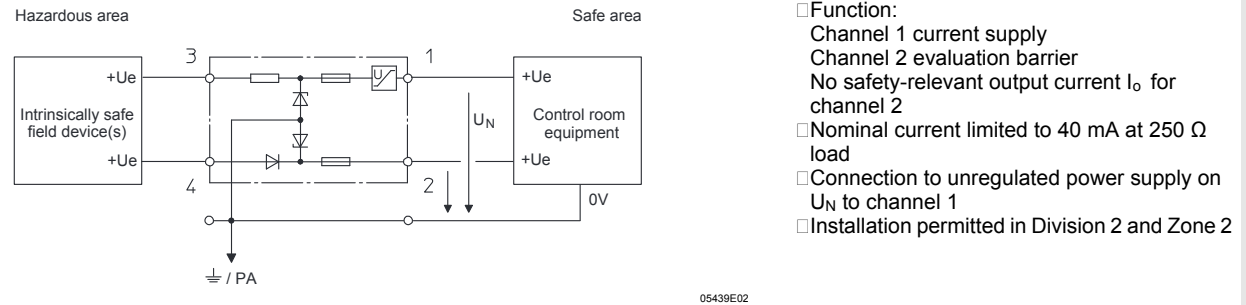 Hazardous area
Safe area
3
1
+Ue
U
+Ue
Intrinsically safe
field device(s)
U_N
Control room
equipment
+Ue
+Ue
4
2
0V
/ PA
05439E02
Function:
Channel 1 current supply
Channel 2 evaluation barrier
No safety-relevant output current Iₒ for
channel 2
Nominal current limited to 40 mA at 250 Ω
load
Connection to unregulated power supply on
U_N to channel 1
Installation permitted in Division 2 and Zone 2